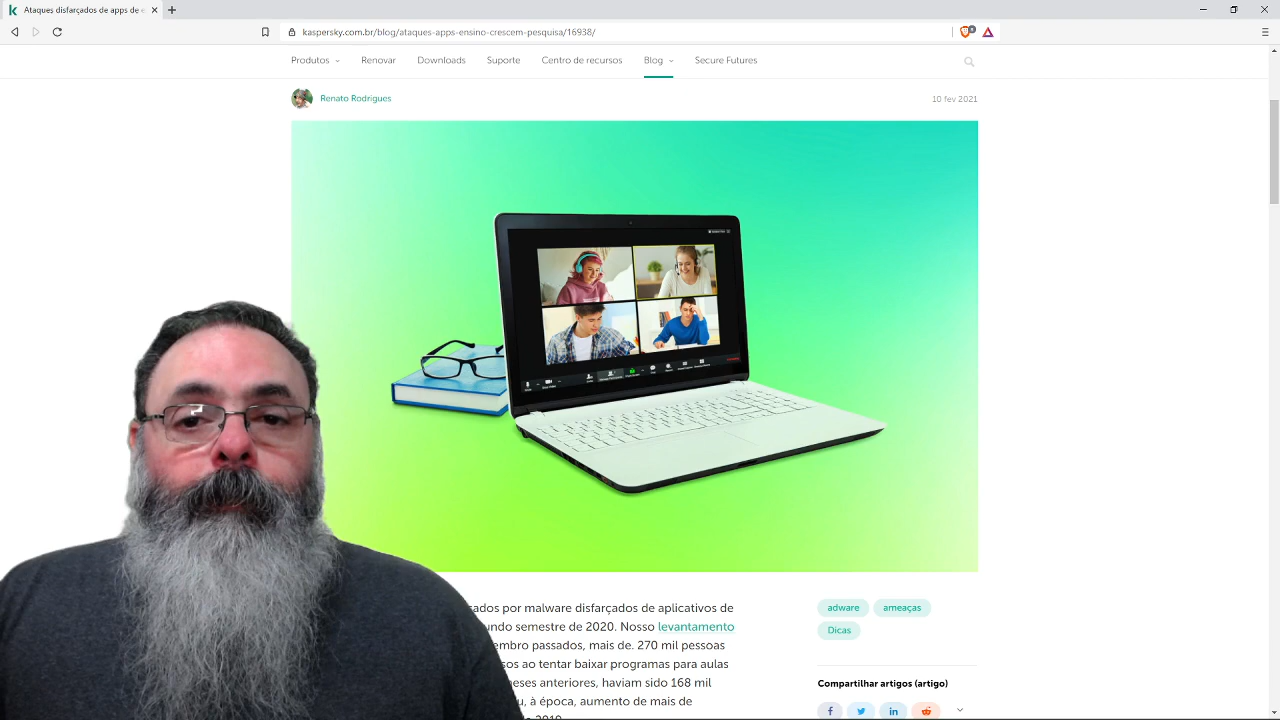 Ataques disfarçados de apps de e
kaspersky.com.br/blog/ataques-apps-ensino-crescem-pesquisa/16938/
Produtos Renovar Downloads Suporte Centro de recursos Blog Secure Futures
Renato Rodrigues 10 fev 2021
sados por malware disfarçados de aplicativos de
undo semestre de 2020. Nosso levantamento
embro passados, mais de. 270 mil pessoas
sos ao tentar baixar programas para aulas
neses anteriores, haviam sido 168 mil
u, à época, aumento de mais de
adware ameaças
Dicas
Compartilhar artigos (artigo)